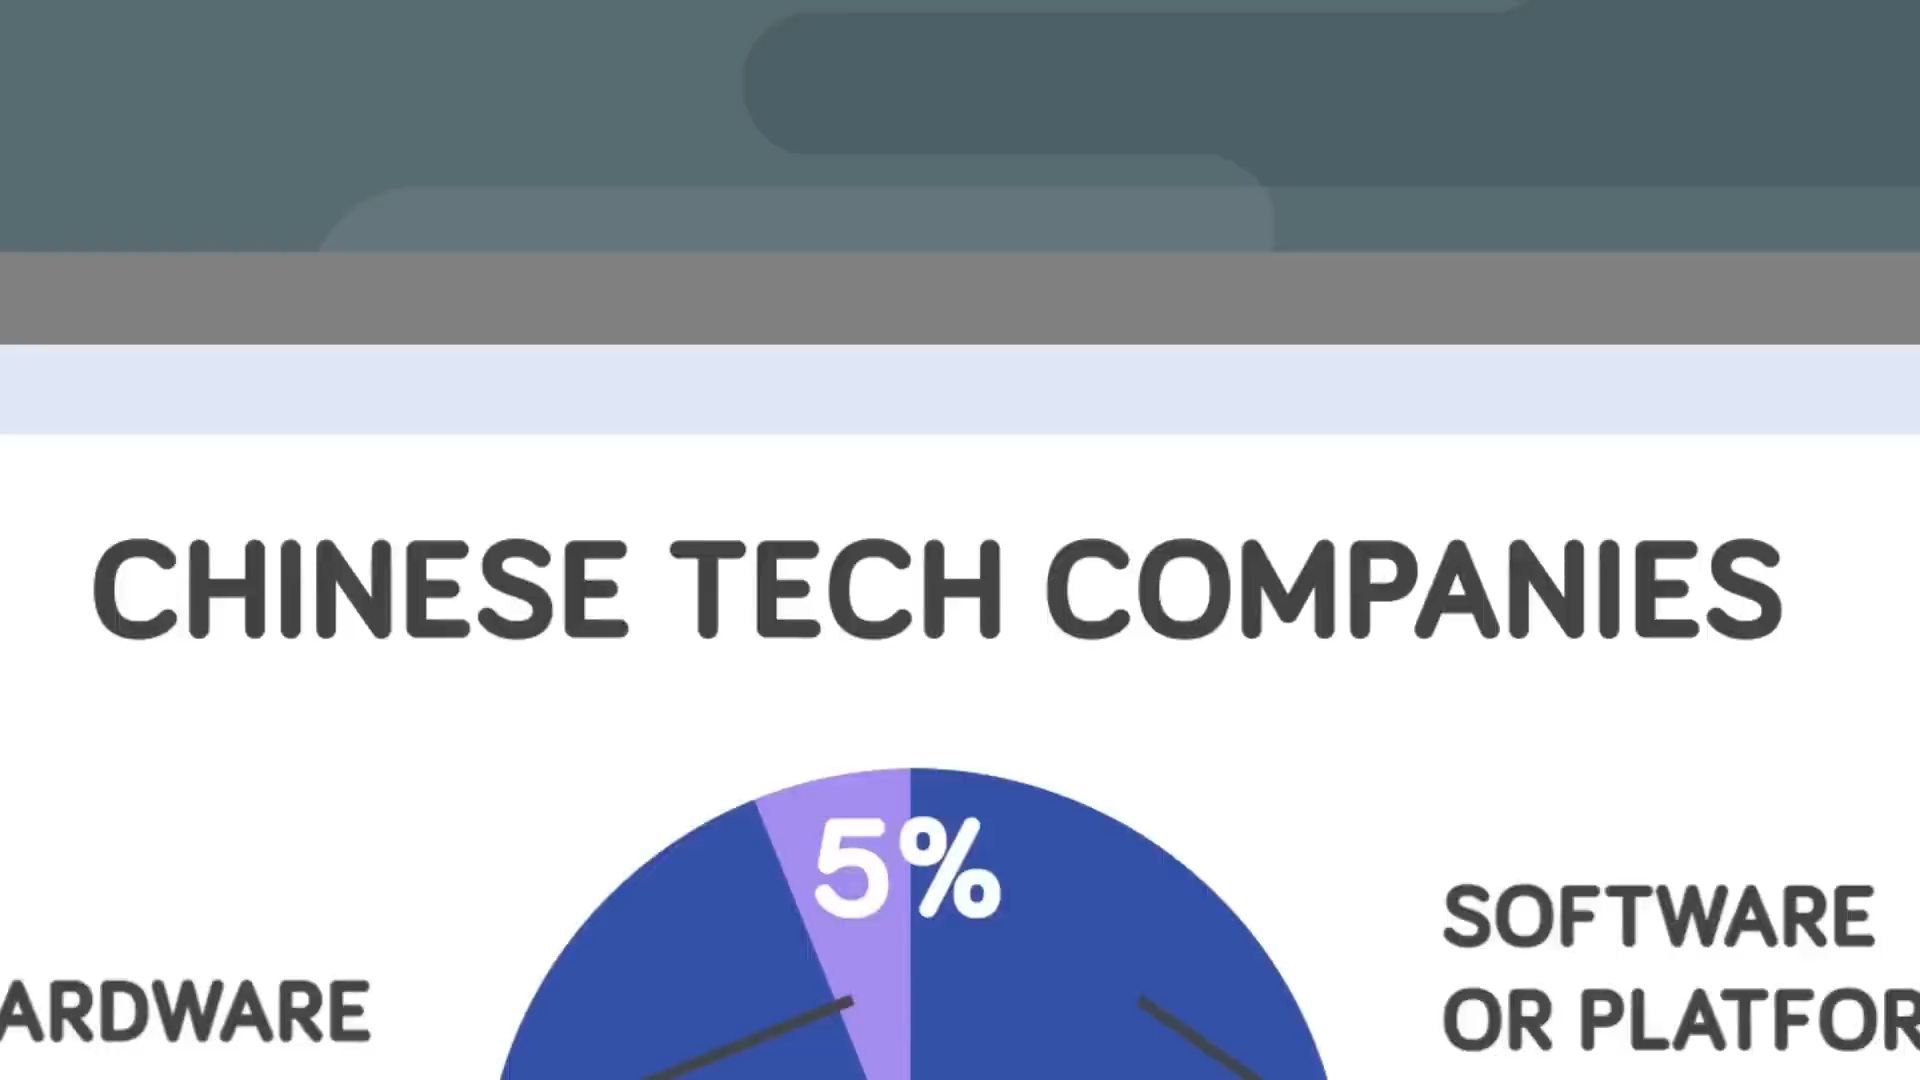 CHINESE TECH COMPANIES
5%
SOFTWARE
OR PLATFOR
ARDWARE